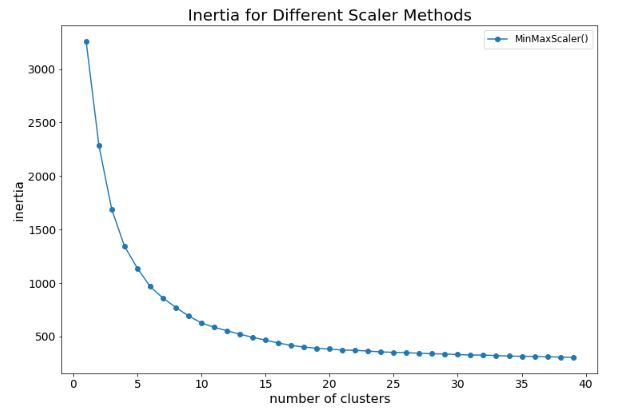 Inertia for Different Scaler Methods
MinMaxScaler()
3000
2500
2000
1500
1000
500
inertia
0 5 10 15 20 25 30 35 40
number of clusters